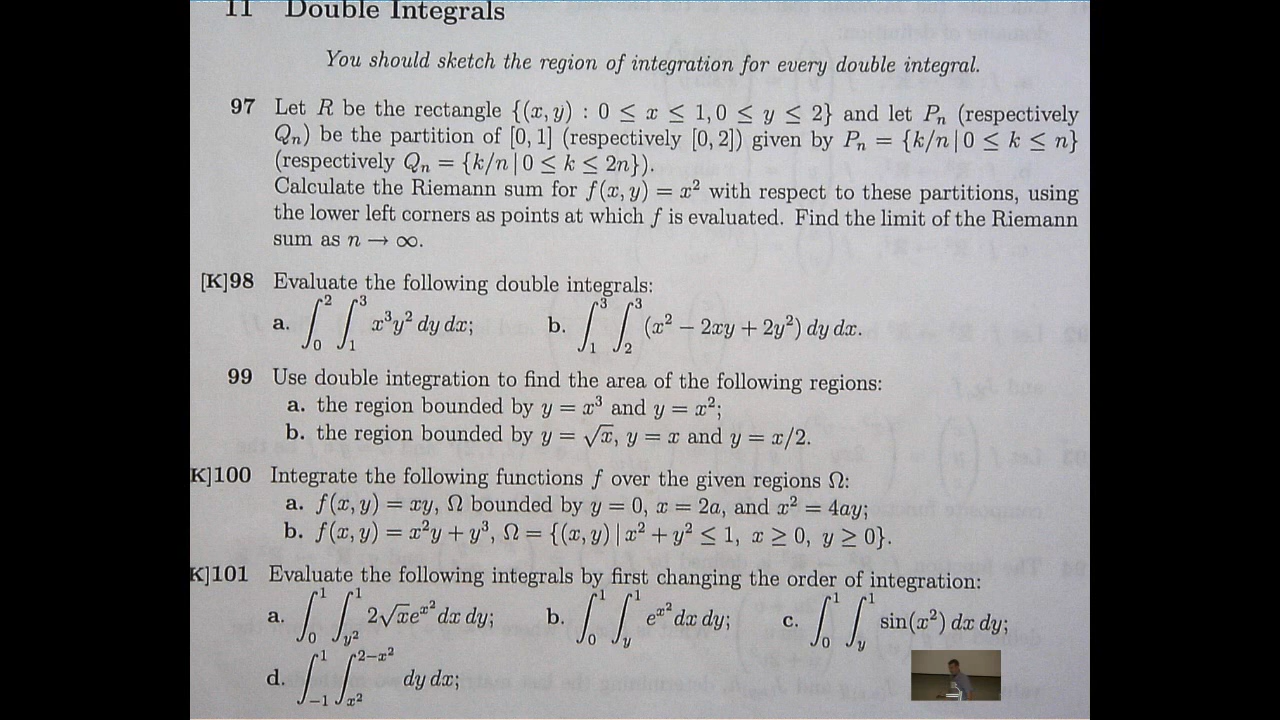 11 Double Integrals
You should sketch the region of integration for every double integral.
97 Let R be the rectangle {(x, y) : 0 ≤ x ≤ 1, 0 ≤ y ≤ 2} and let Pₙ (respectively
Qₙ) be the partition of [0, 1] (respectively [0, 2]) given by Pₙ = {k/n | 0 ≤ k ≤ n}
(respectively Qₙ = {k/n | 0 ≤ k ≤ 2n}).
Calculate the Riemann sum for f(x, y) = x² with respect to these partitions, using
the lower left corners as points at which f is evaluated. Find the limit of the Riemann
sum as n → ∞.
[K]98 Evaluate the following double integrals:
a. ∫₀² ∫₁³ x³y² dy dx; b. ∫₁³ ∫₂³ (x² − 2xy + 2y²) dy dx.
99 Use double integration to find the area of the following regions:
a. the region bounded by y = x³ and y = x²;
b. the region bounded by y = √x, y = x and y = x/2.
K]100 Integrate the following functions f over the given regions Ω:
a. f(x, y) = xy, Ω bounded by y = 0, x = 2a, and x² = 4ay;
b. f(x, y) = x²y + y³, Ω = {(x, y) | x² + y² ≤ 1, x ≥ 0, y ≥ 0}.
K]101 Evaluate the following integrals by first changing the order of integration:
a. ∫₀¹ ∫_{y²}^{1} 2√x e^{x²} dx dy; b. ∫₀¹ ∫_{y}^{1} e^{x²} dx dy; c. ∫₀¹ ∫_{y}^{1} sin(x²) dx dy;
d. ∫_{−1}^{1} ∫_{x²}^{2−x²} dy dx;